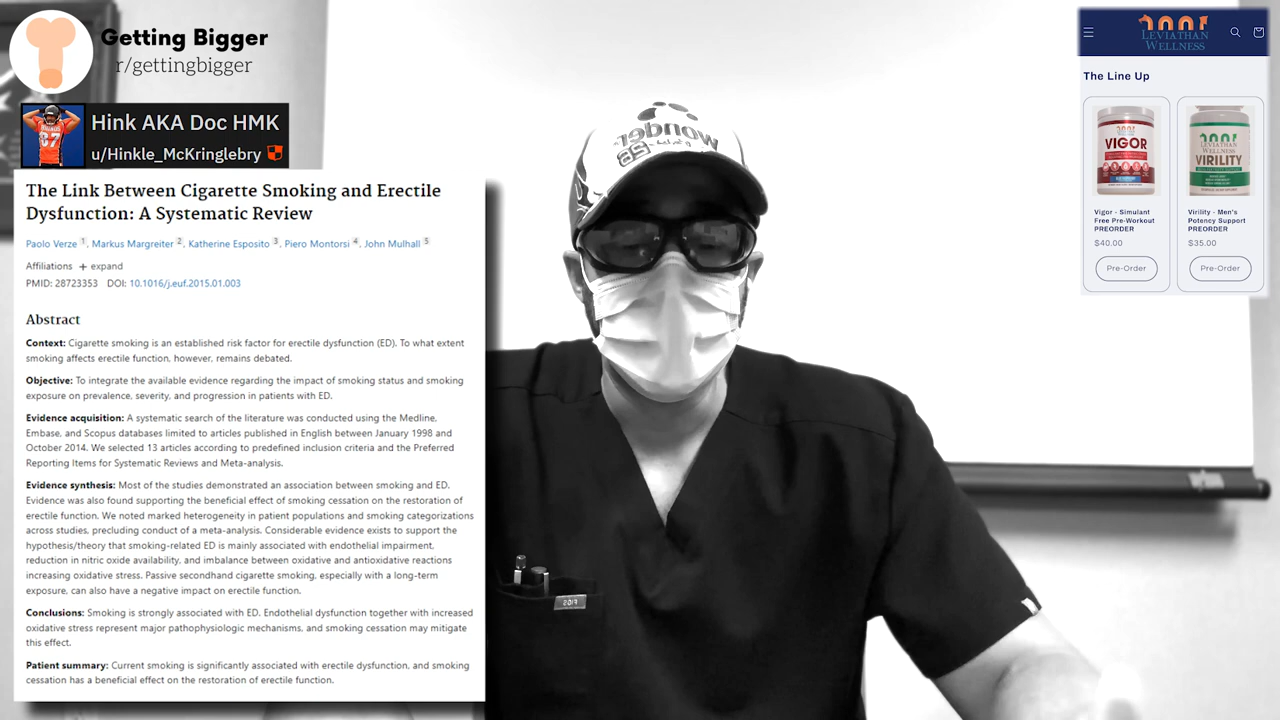 Getting Bigger
r/gettingbigger
Hink AKA Doc HMK
u/Hinkle_McKringlebry
The Link Between Cigarette Smoking and Erectile
Dysfunction: A Systematic Review
Paolo Verze 1, Markus Margreiter 2, Katherine Esposito 3, Piero Montorsi 4, John Mulhall 5
Affiliations + expand
PMID: 28723353 DOI: 10.1016/j.euf.2015.01.003
Abstract
Context: Cigarette smoking is an established risk factor for erectile dysfunction (ED). To what extent
smoking affects erectile function, however, remains debated.
Objective: To integrate the available evidence regarding the impact of smoking status and smoking
exposure on prevalence, severity, and progression in patients with ED.
Evidence acquisition: A systematic search of the literature was conducted using the Medline,
Embase, and Scopus databases limited to articles published in English between January 1998 and
October 2014. We selected 13 articles according to predefined inclusion criteria and the Preferred
Reporting Items for Systematic Reviews and Meta-analysis.
Evidence synthesis: Most of the studies demonstrated an association between smoking and ED.
Evidence was also found supporting the beneficial effect of smoking cessation on the restoration of
erectile function. We noted marked heterogeneity in patient populations and smoking categorizations
across studies, precluding conduct of a meta-analysis. Considerable evidence exists to support the
hypothesis/theory that smoking-related ED is mainly associated with endothelial impairment,
reduction in nitric oxide availability, and imbalance between oxidative and antioxidative reactions
increasing oxidative stress. Passive secondhand cigarette smoking, especially with a long-term
exposure, can also have a negative impact on erectile function.
Conclusions: Smoking is strongly associated with ED. Endothelial dysfunction together with increased
oxidative stress represent major pathophysiologic mechanisms, and smoking cessation may mitigate
this effect.
Patient summary: Current smoking is significantly associated with erectile dysfunction, and smoking
cessation has a beneficial effect on the restoration of erectile function.
LEVIATHAN
WELLNESS
The Line Up
VIGOR
LEVIATHAN
WELLNESS
VIRILITY
Vigor - Simulant
Free Pre-Workout
PREORDER
$40.00
Pre-Order
Virility - Men's
Potency Support
PREORDER
$35.00
Pre-Order
wonder